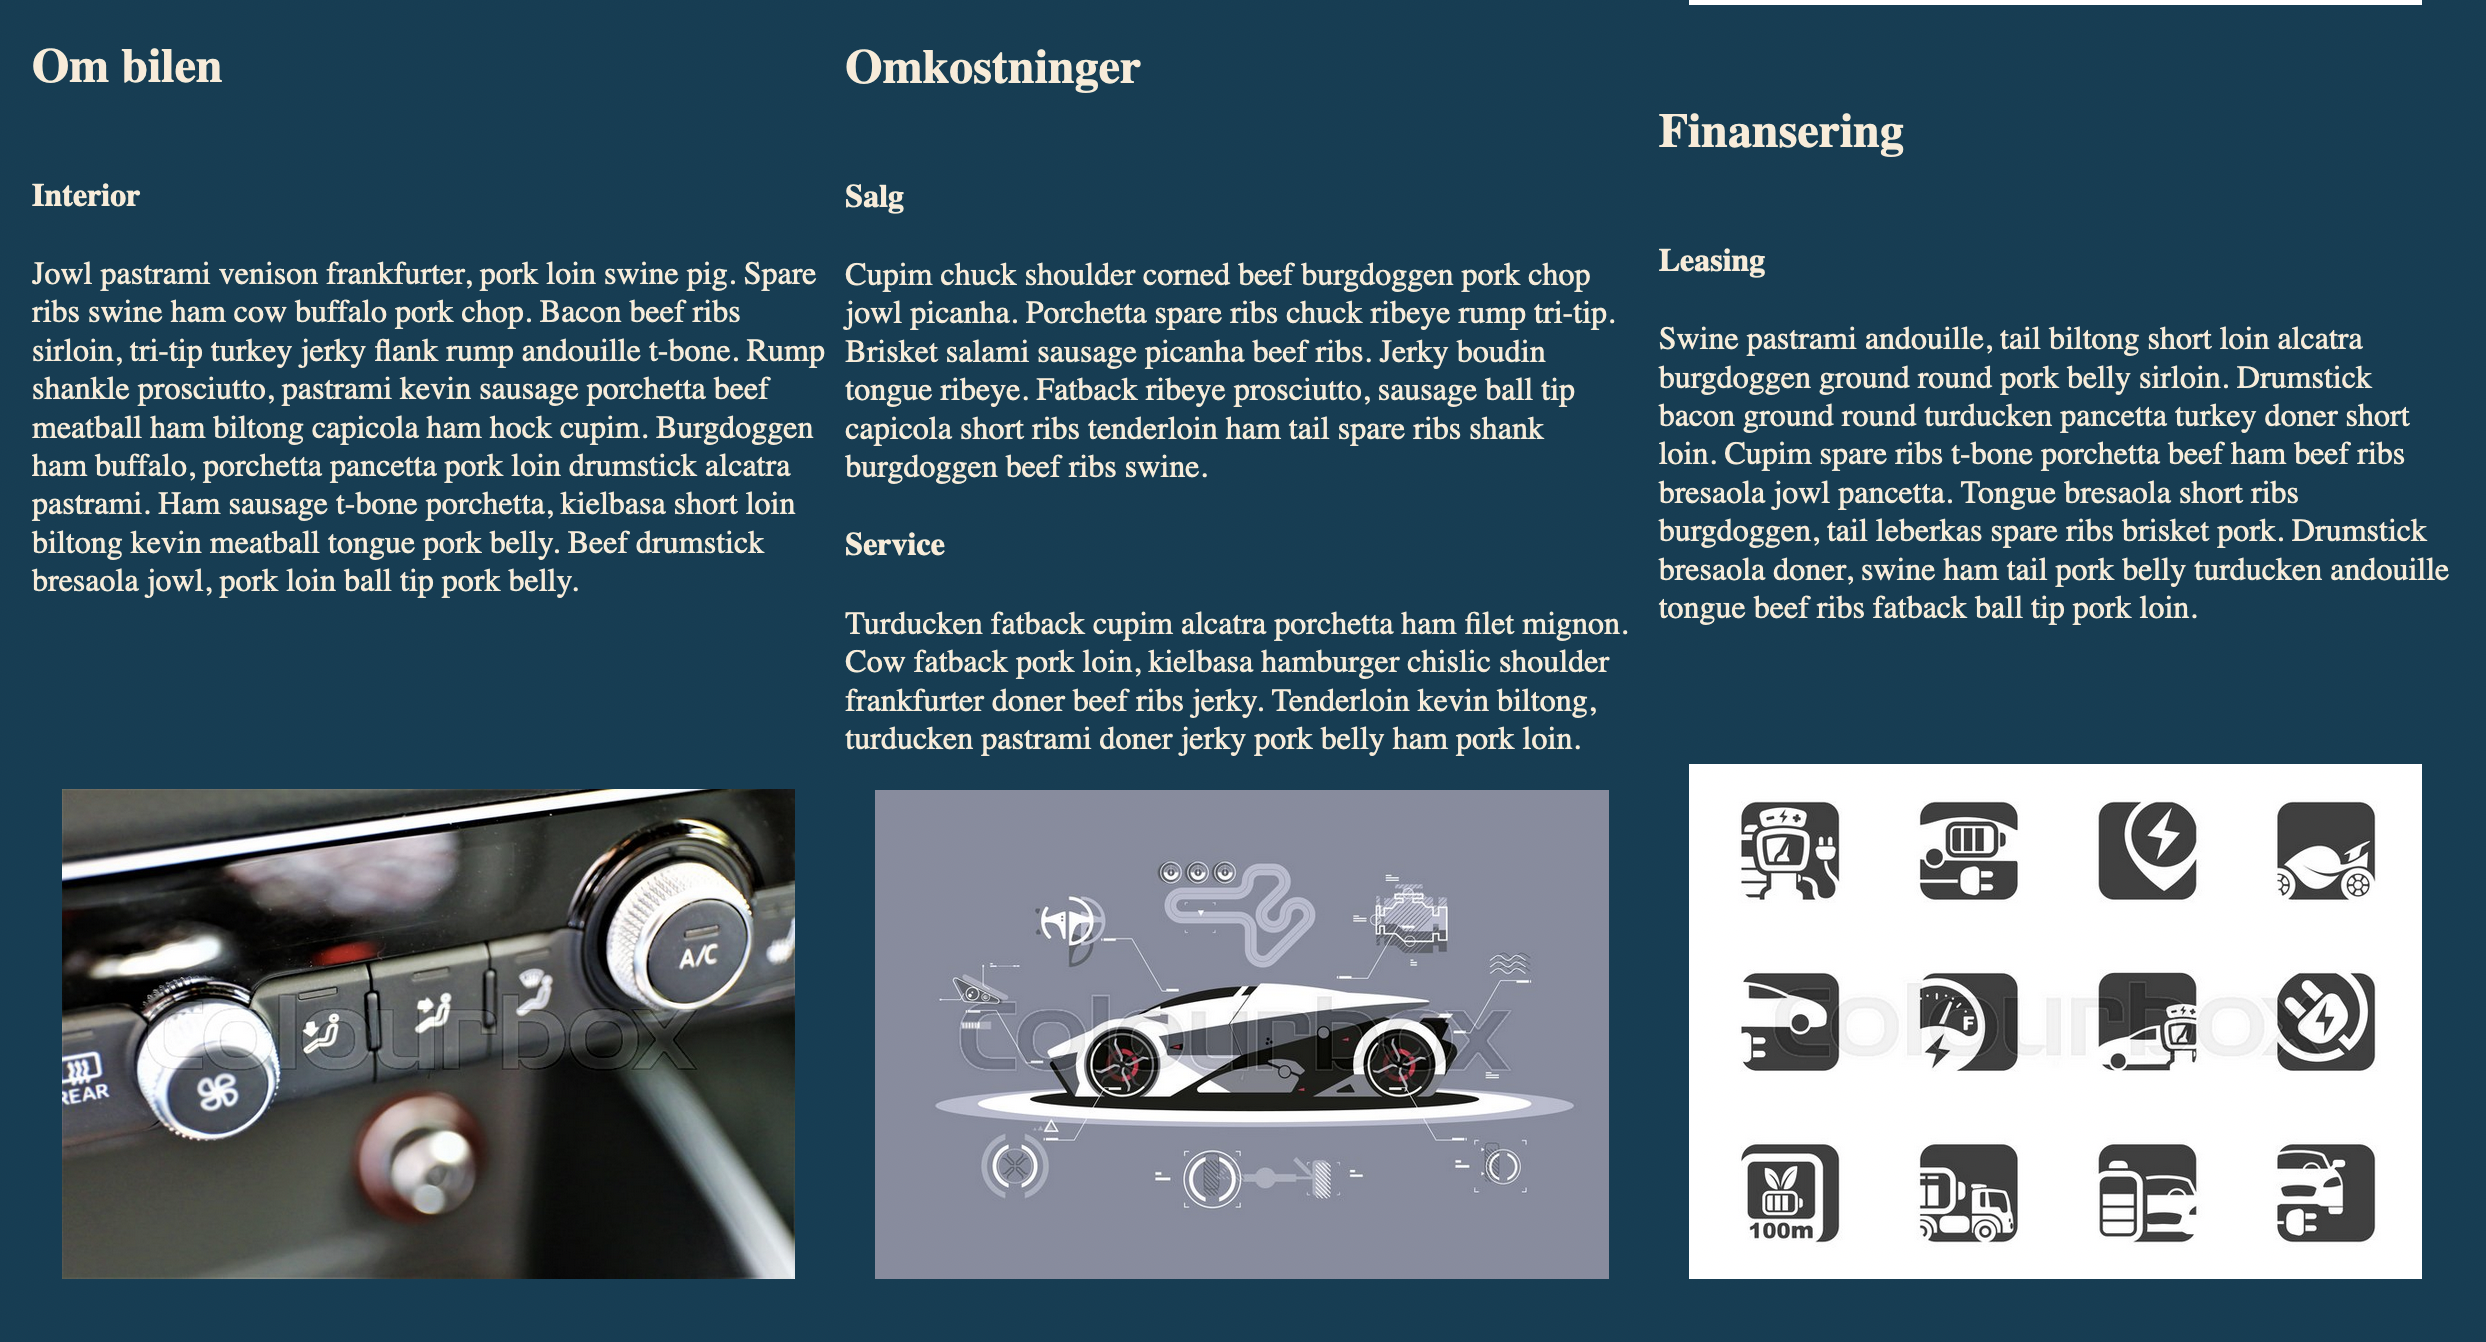 Om bilen
Interior
Jowl pastrami venison frankfurter, pork loin swine pig. Spare
ribs swine ham cow buffalo pork chop. Bacon beef ribs
sirloin, tri-tip turkey jerky flank rump andouille t-bone. Rump
shankle prosciutto, pastrami kevin sausage porchetta beef
meatball ham biltong capicola ham hock cupim. Burgdoggen
ham buffalo, porchetta pancetta pork loin drumstick alcatra
pastrami. Ham sausage t-bone porchetta, kielbasa short loin
biltong kevin meatball tongue pork belly. Beef drumstick
bresaola jowl, pork loin ball tip pork belly.
A/C
REAR
Colourbox
Omkostninger
Salg
Cupim chuck shoulder corned beef burgdoggen pork chop
jowl picanha. Porchetta spare ribs chuck ribeye rump tri-tip.
Brisket salami sausage picanha beef ribs. Jerky boudin
tongue ribeye. Fatback ribeye prosciutto, sausage ball tip
capicola short ribs tenderloin ham tail spare ribs shank
burgdoggen beef ribs swine.
Service
Turducken fatback cupim alcatra porchetta ham filet mignon.
Cow fatback pork loin, kielbasa hamburger chislic shoulder
frankfurter doner beef ribs jerky. Tenderloin kevin biltong,
turducken pastrami doner jerky pork belly ham pork loin.
Colourbox
Finansering
Leasing
Swine pastrami andouille, tail biltong short loin alcatra
burgdoggen ground round pork belly sirloin. Drumstick
bacon ground round turducken pancetta turkey doner short
loin. Cupim spare ribs t-bone porchetta beef ham beef ribs
bresaola jowl pancetta. Tongue bresaola short ribs
burgdoggen, tail leberkas spare ribs brisket pork. Drumstick
bresaola doner, swine ham tail pork belly turducken andouille
tongue beef ribs fatback ball tip pork loin.
F
Colourbox
100m